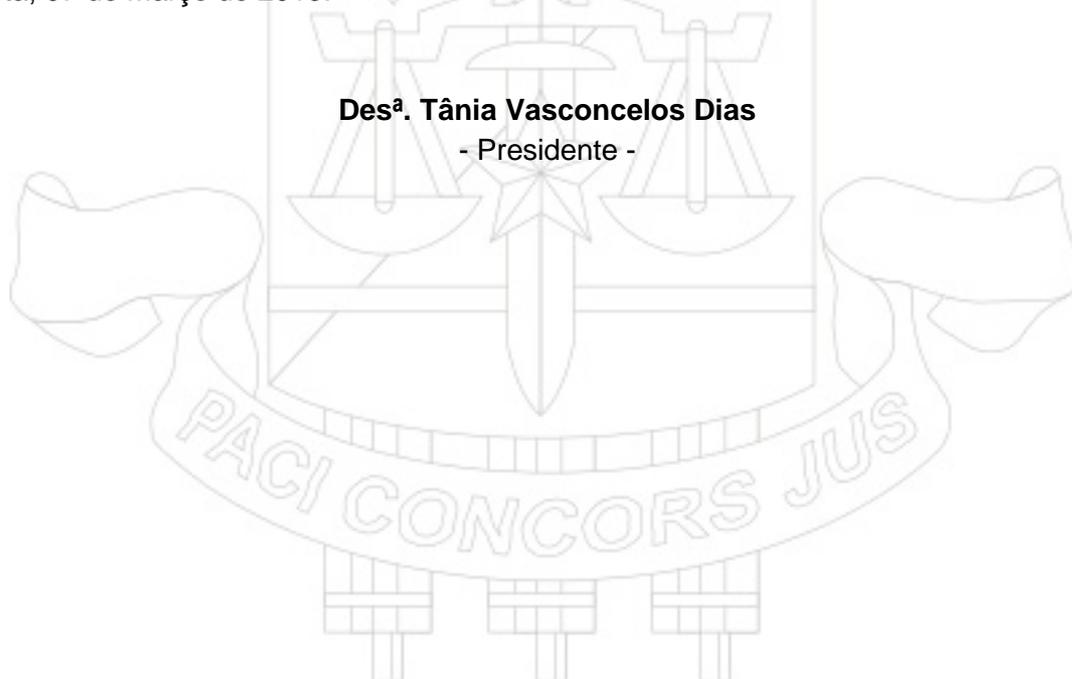 Desª. Tânia Vasconcelos Dias
- Presidente -
PACI CONCORS JUS